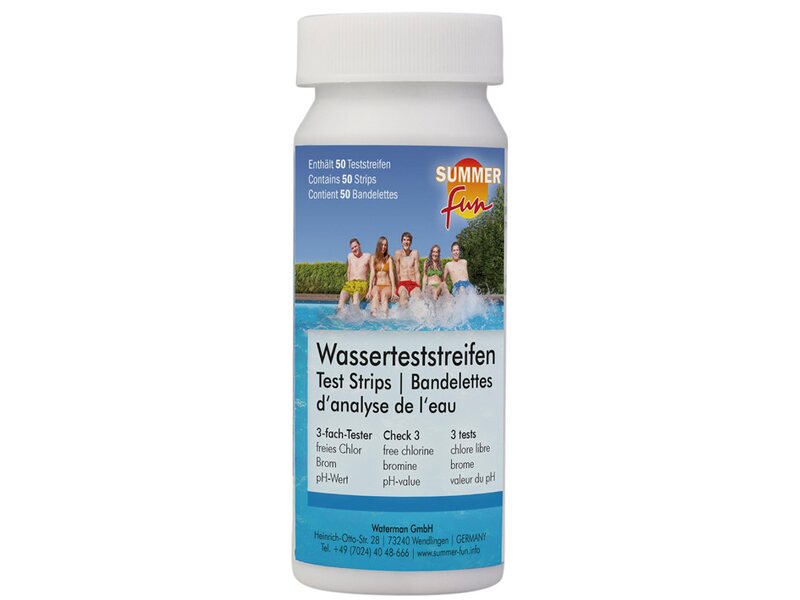 Enthält 50 Teststreifen
Contains 50 Strips
Contient 50 Bandelettes
SUMMER
fun
Wasserteststreifen
Test Strips | Bandelettes
d'analyse de l'eau
3-fach-Tester
freies Chlor
Brom
pH-Wert
Check 3
free chlorine
bromine
pH-value
3 tests
chlore libre
brome
valeur du pH
Waterman GmbH
Heinrich-Otto-Str. 28 | 73240 Wendlingen | GERMANY
Tel. +49 (7024) 40 48-666 | www.summer-fun.info